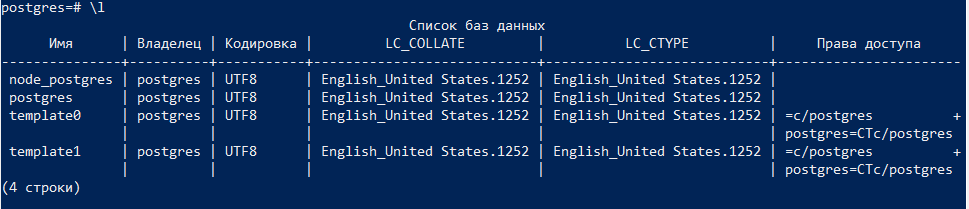 postgres=# \l
Список баз данных
Имя | Владелец | Кодировка | LC_COLLATE | LC_CTYPE | Права доступа
---------------+----------+-----------+----------------------------+----------------------------+-----------------------
node_postgres | postgres | UTF8 | English_United States.1252 | English_United States.1252 |
postgres | postgres | UTF8 | English_United States.1252 | English_United States.1252 |
template0 | postgres | UTF8 | English_United States.1252 | English_United States.1252 | =c/postgres +
| | | | | postgres=CTc/postgres
template1 | postgres | UTF8 | English_United States.1252 | English_United States.1252 | =c/postgres +
| | | | | postgres=CTc/postgres
(4 строки)